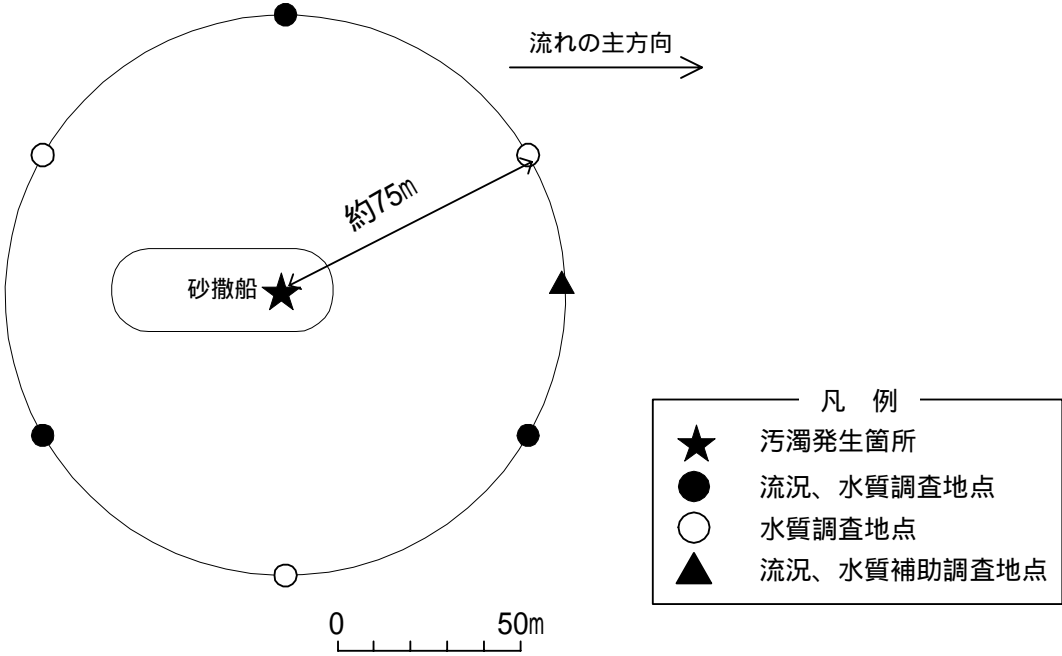 流れの主方向
約75m
砂撒船
凡 例
汚濁発生箇所
流況、水質調査地点
水質調査地点
流況、水質補助調査地点
0 50m